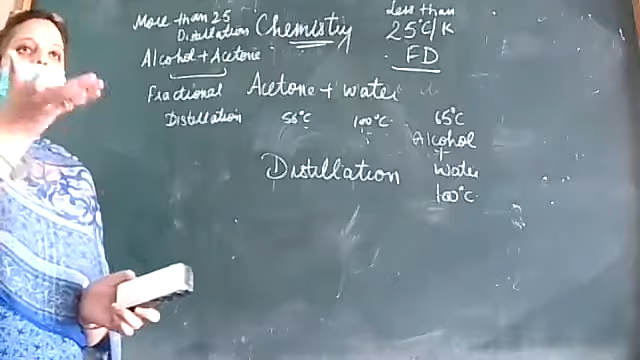 More than 25
Distillation
Chemistry
Less than
25°C/K
FD
Alcohol + Acetone
Fractional
Distillation
Acetone + water
56°C
100°C
65°C
Alcohol
+
Water
100°C
Distillation